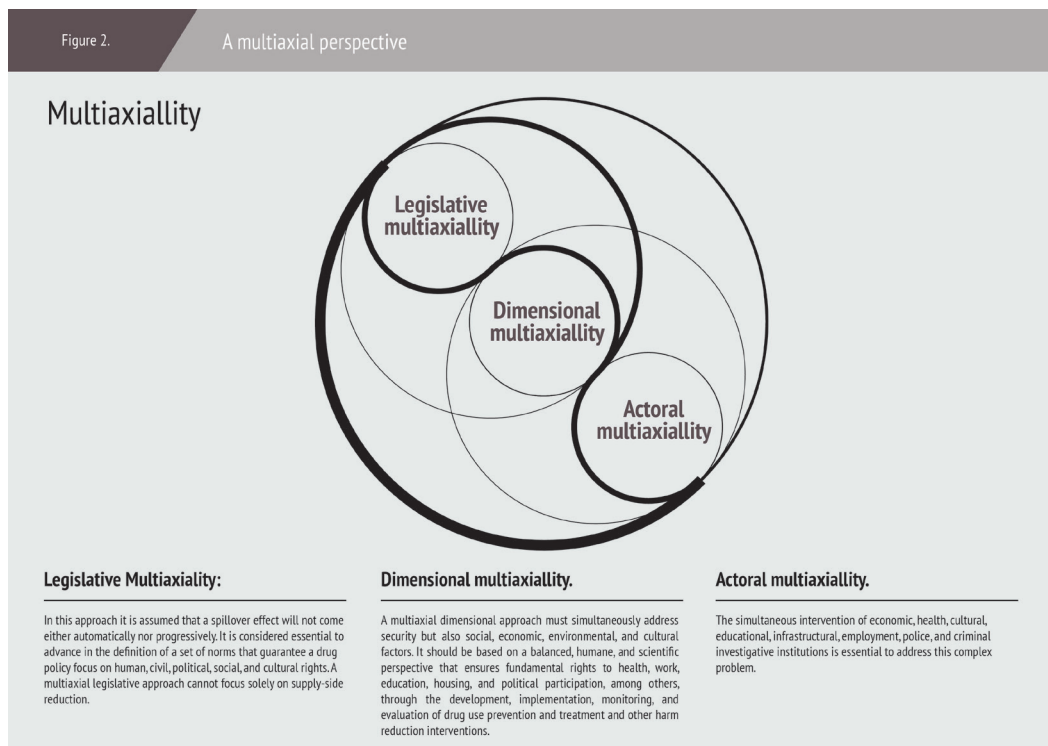 Figure 2.
A multiaxial perspective
Multiaxiallity
Legislative
multiaxiallity
Dimensional
multiaxiallity
Actoral
multiaxiallity
Legislative Multiaxiality:
In this approach it is assumed that a spillover effect will not come
either automatically nor progressively. It is considered essential to
advance in the definition of a set of norms that guarantee a drug
policy focus on human, civil, political, social, and cultural rights. A
multiaxial legislative approach cannot focus solely on supply-side
reduction.
Dimensional multiaxiallity.
A multiaxial dimensional approach must simultaneously address
security but also social, economic, environmental, and cultural
factors. It should be based on a balanced, humane, and scientific
perspective that ensures fundamental rights to health, work,
education, housing, and political participation, among others,
through the development, implementation, monitoring, and
evaluation of drug use prevention and treatment and other harm
reduction interventions.
Actoral multiaxiallity.
The simultaneous intervention of economic, health, cultural,
educational, infrastructural, employment, police, and criminal
investigative institutions is essential to address this complex
problem.